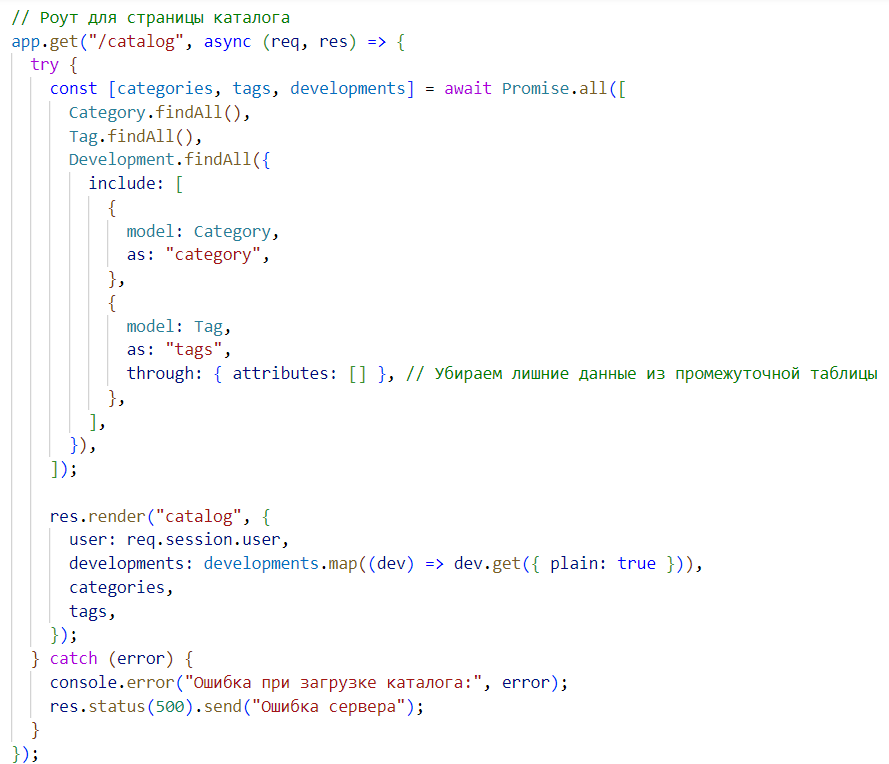 // Роут для страницы каталога
app.get("/catalog", async (req, res) => {
  try {
    const [categories, tags, developments] = await Promise.all([
      Category.findAll(),
      Tag.findAll(),
      Development.findAll({
        include: [
          {
            model: Category,
            as: "category",
          },
          {
            model: Tag,
            as: "tags",
            through: { attributes: [] }, // Убираем лишние данные из промежуточной таблицы
          },
        ],
      }),
    ]);

    res.render("catalog", {
      user: req.session.user,
      developments: developments.map((dev) => dev.get({ plain: true })),
      categories,
      tags,
    });
  } catch (error) {
    console.error("Ошибка при загрузке каталога:", error);
    res.status(500).send("Ошибка сервера");
  }
});